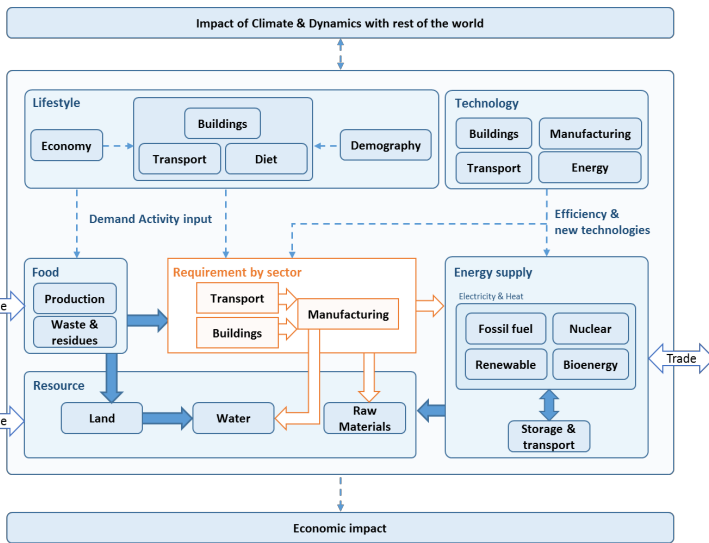 Impact of Climate & Dynamics with rest of the world
Lifestyle
Buildings
Economy
Transport
Diet
Demography
Technology
Buildings
Manufacturing
Transport
Energy
Demand Activity input
Efficiency &
new technologies
Food
Production
Waste &
residues
Requirement by sector
Transport
Buildings
Manufacturing
Energy supply
Electricity & Heat
Fossil fuel
Nuclear
Renewable
Bioenergy
Storage &
transport
Trade
Resource
Land
Water
Raw
Materials
Economic impact